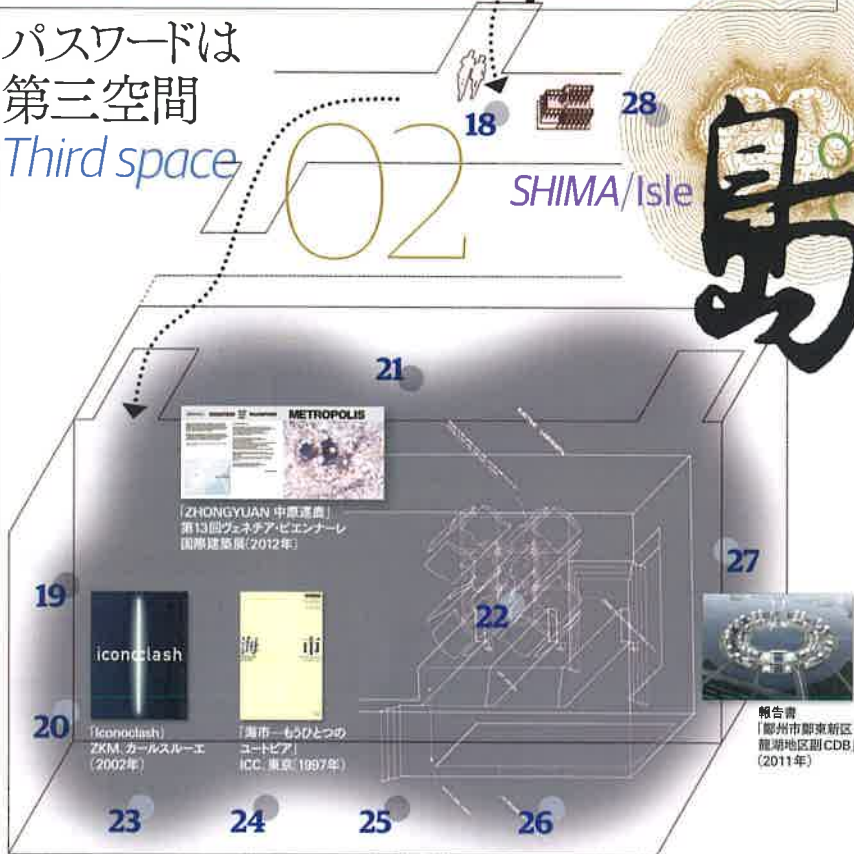 パスワードは
第三空間
Third space
02
18
28
SHIMA/Isle
島
21
METROPOLIS
「ZHONGYUAN 中原逐鹿」
第13回ヴェネチア・ビエンナーレ
国際建築展(2012年)
19
22
27
iconoclash
海市
20
「Iconoclash」
ZKM, カールスルーエ
(2002年)
「海市—もうひとつの
ユートピア」
ICC, 東京(1997年)
報告書
「鄭州市鄭東新区
龍湖地区副CDB」
(2011年)
23
24
25
26